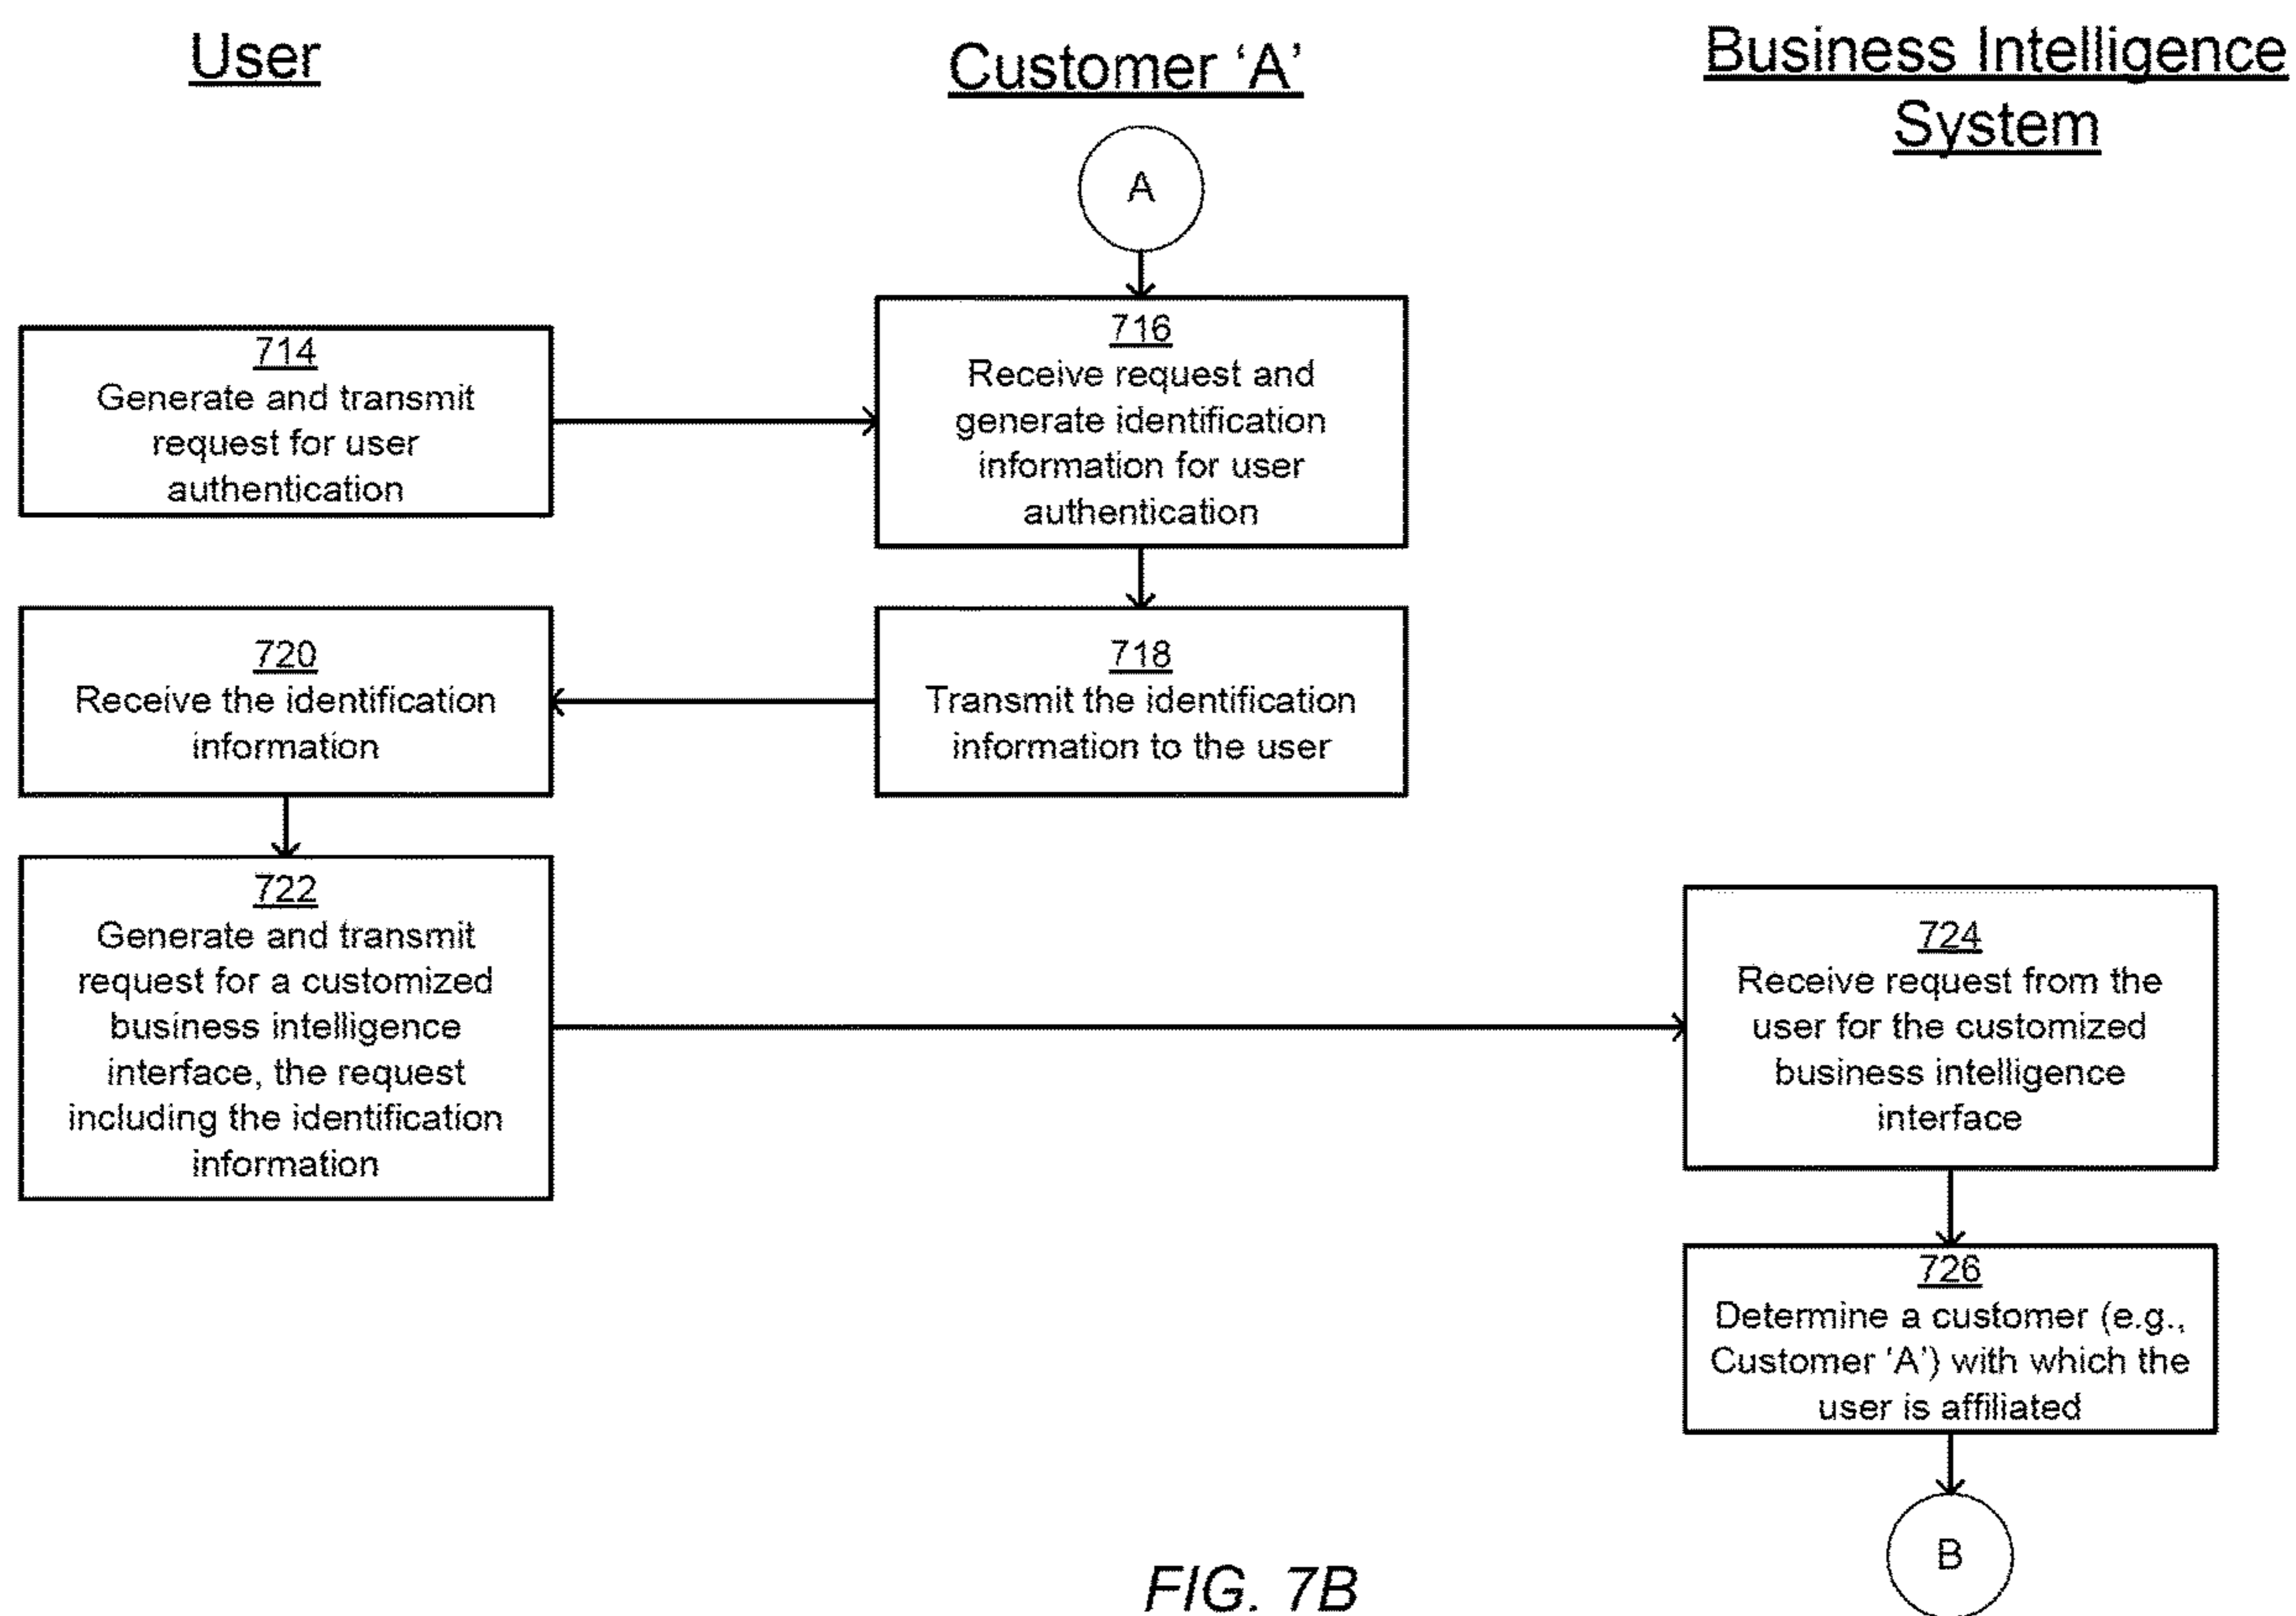 User
Customer ‘A’
Business Intelligence
System
A
714
Generate and transmit
request for user
authentication
716
Receive request and
generate identification
information for user
authentication
720
Receive the identification
information
718
Transmit the identification
information to the user
722
Generate and transmit
request for a customized
business intelligence
interface, the request
including the identification
information
724
Receive request from the
user for the customized
business intelligence
interface
726
Determine a customer (e.g.,
Customer ‘A’) with which the
user is affiliated
B
FIG. 7B